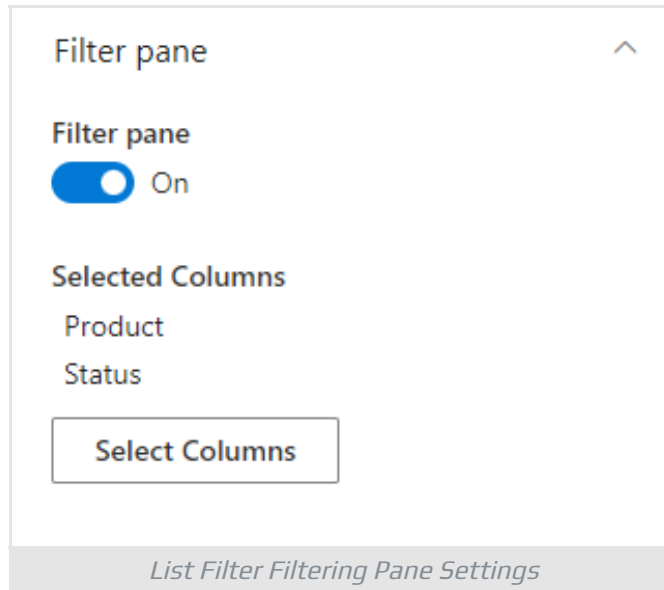 Filter pane
Filter pane
On
Selected Columns
Product
Status
Select Columns
List Filter Filtering Pane Settings